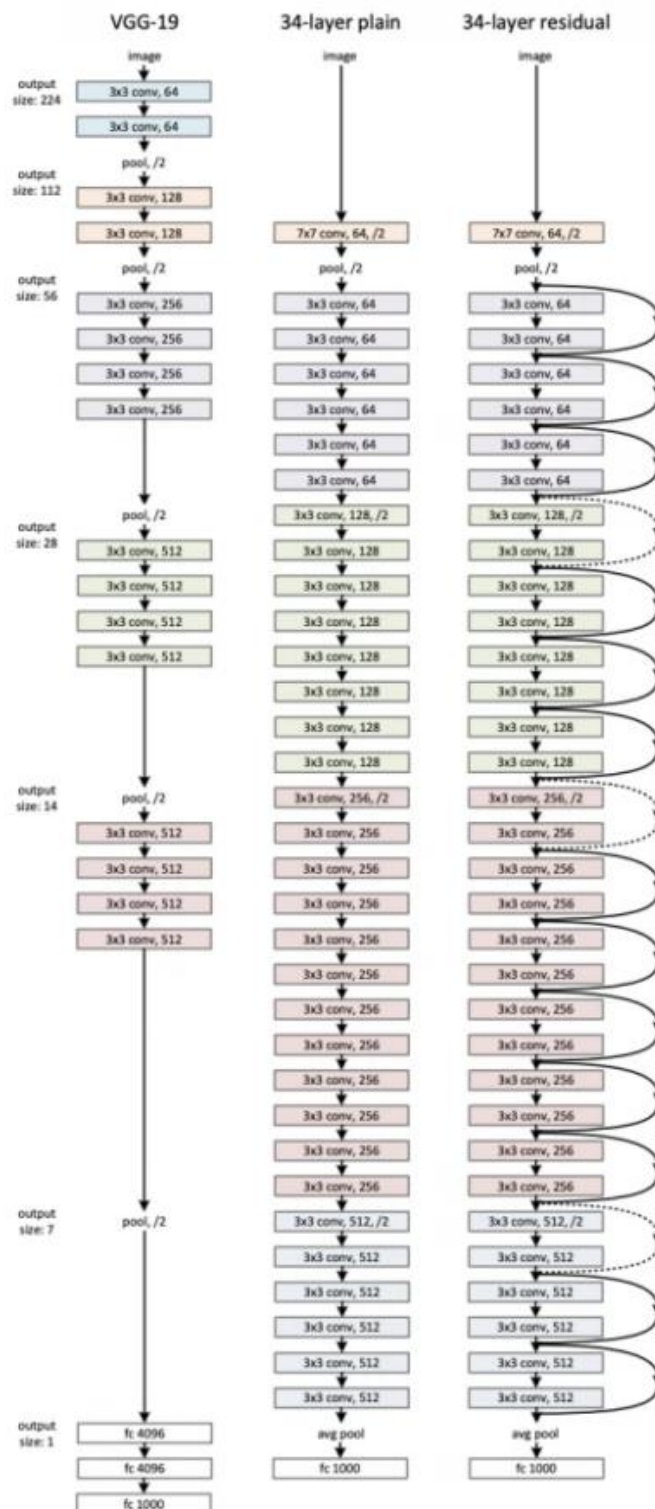 output
size: 224
output
size: 112
output
size: 56
output
size: 28
output
size: 14
output
size: 7
output
size: 1
VGG-19
image
3x3 conv, 64
3x3 conv, 64
pool, /2
3x3 conv, 128
3x3 conv, 128
pool, /2
3x3 conv, 256
3x3 conv, 256
3x3 conv, 256
3x3 conv, 256
pool, /2
3x3 conv, 512
3x3 conv, 512
3x3 conv, 512
3x3 conv, 512
pool, /2
3x3 conv, 512
3x3 conv, 512
3x3 conv, 512
3x3 conv, 512
pool, /2
fc 4096
fc 4096
fc 1000
34-layer plain
image
7x7 conv, 64, /2
pool, /2
3x3 conv, 64
3x3 conv, 64
3x3 conv, 64
3x3 conv, 64
3x3 conv, 64
3x3 conv, 64
3x3 conv, 128, /2
3x3 conv, 128
3x3 conv, 128
3x3 conv, 128
3x3 conv, 128
3x3 conv, 128
3x3 conv, 128
3x3 conv, 128
3x3 conv, 256, /2
3x3 conv, 256
3x3 conv, 256
3x3 conv, 256
3x3 conv, 256
3x3 conv, 256
3x3 conv, 256
3x3 conv, 256
3x3 conv, 256
3x3 conv, 256
3x3 conv, 256
3x3 conv, 256
3x3 conv, 512, /2
3x3 conv, 512
3x3 conv, 512
3x3 conv, 512
3x3 conv, 512
3x3 conv, 512
avg pool
fc 1000
34-layer residual
image
7x7 conv, 64, /2
pool, /2
3x3 conv, 64
3x3 conv, 64
3x3 conv, 64
3x3 conv, 64
3x3 conv, 64
3x3 conv, 64
3x3 conv, 128, /2
3x3 conv, 128
3x3 conv, 128
3x3 conv, 128
3x3 conv, 128
3x3 conv, 128
3x3 conv, 128
3x3 conv, 128
3x3 conv, 256, /2
3x3 conv, 256
3x3 conv, 256
3x3 conv, 256
3x3 conv, 256
3x3 conv, 256
3x3 conv, 256
3x3 conv, 256
3x3 conv, 256
3x3 conv, 256
3x3 conv, 256
3x3 conv, 256
3x3 conv, 512, /2
3x3 conv, 512
3x3 conv, 512
3x3 conv, 512
3x3 conv, 512
3x3 conv, 512
avg pool
fc 1000